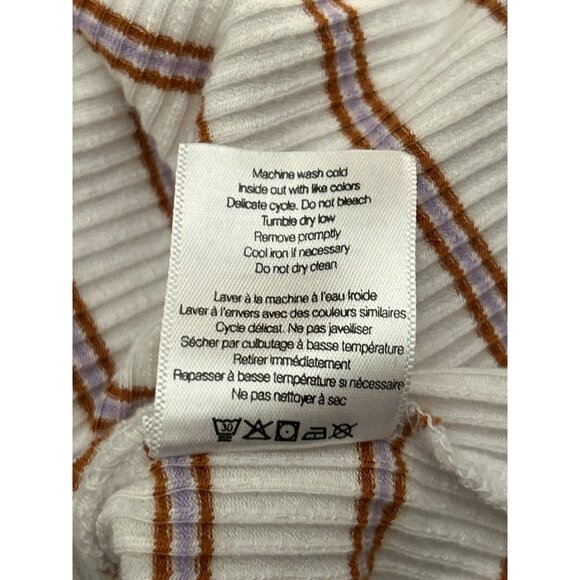 Machine wash cold
Inside out with like colors
Delicate cycle. Do not bleach
Tumble dry low
Remove promptly
Cool iron if necessary
Do not dry clean
Laver à la machine à l'eau froide
Laver à l'envers avec des couleurs similaires
Cycle délicat. Ne pas javelliser
Sécher par culbutage à basse température
Retirer immédiatement
Repasser à basse température si nécessaire
Ne pas nettoyer à sec
30